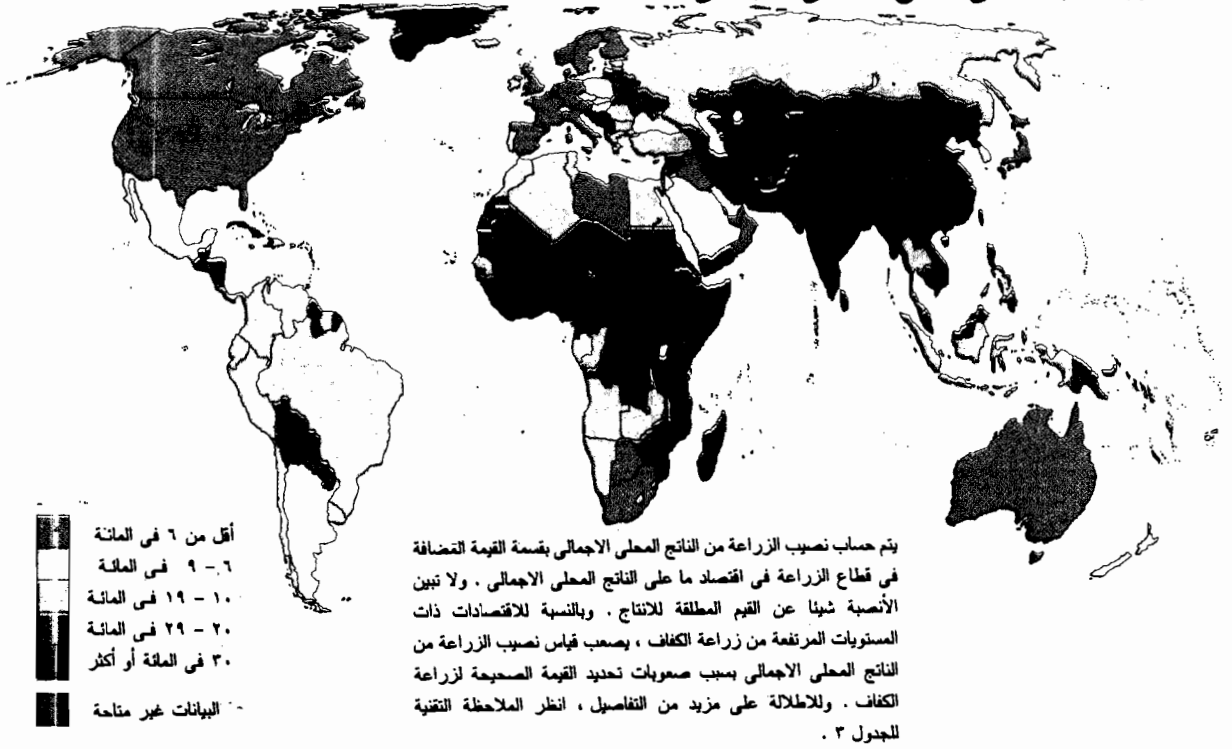 أقل من ٦ فى المائة
٦ - ٩ فى المائة
١٠ - ١٩ فى المائة
٢٠ - ٢٩ فى المائة
٣٠ فى المائة أو أكثر
البيانات غير متاحة
يتم حساب نصيب الزراعة من الناتج المحلى الاجمالى بقسمة القيمة المضافة
فى قطاع الزراعة فى اقتصاد ما على الناتج المحلى الاجمالى . ولا تبين
الأنصبة شيئا عن القيم المطلقة للانتاج . وبالنسبة للاقتصادات ذات
المستويات المرتفعة من زراعة الكفاف ، يصعب قياس نصيب الزراعة من
الناتج المحلى الاجمالى بسبب صعوبات تحديد القيمة الصحيحة لزراعة
الكفاف . وللاطلالة على مزيد من التفاصيل ، انظر الملاحظة التقنية
للجدول ٣ .